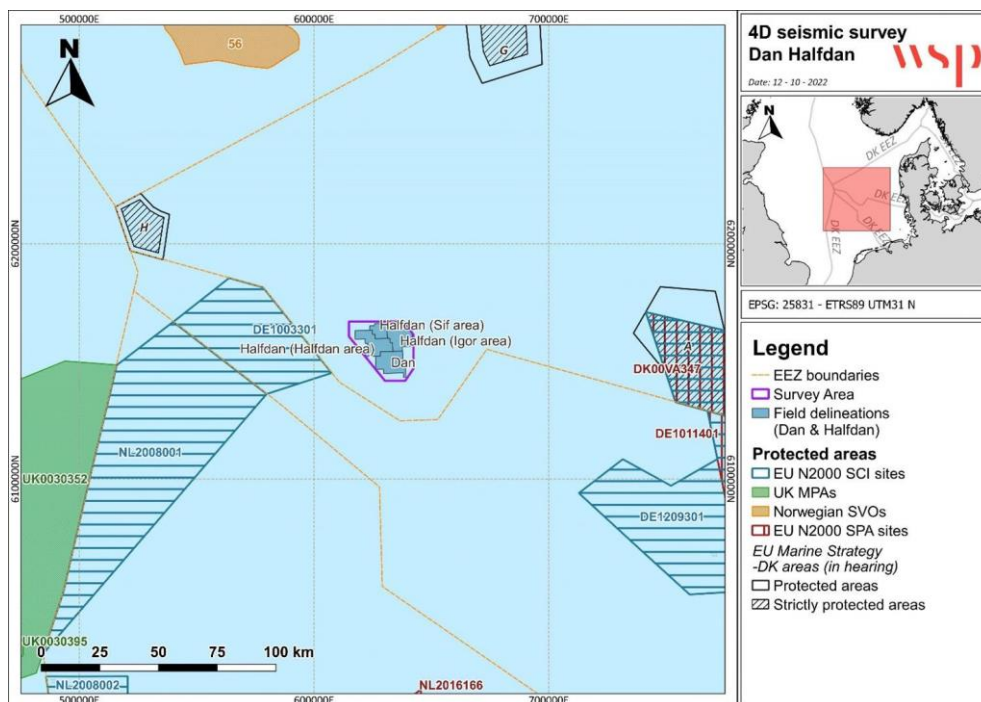 500000E
600000E
700000E
N
56
G
H
6200000N
6200000N
DE1003301
Halfdan (Sif area)
Halfdan (Igor area)
Halfdan (Halfdan area)
Dan
A
DK00VA347
DE1011401
NL2008001
UK0030352
6100000N
6100000N
DE1209301
UK0030395
0 25 50 75 100 km
NL2008002
NL2016166
500000E
600000E
700000E
4D seismic survey
Dan Halfdan
wsp
Date: 12 - 10 - 2022
N
DK EEZ
DK EEZ
DK EEZ
DK EEZ
EPSG: 25831 - ETRS89 UTM31 N
Legend
EEZ boundaries
Survey Area
Field delineations
(Dan & Halfdan)
Protected areas
EU N2000 SCI sites
UK MPAs
Norwegian SVOs
EU N2000 SPA sites
EU Marine Strategy
-DK areas (in hearing)
Protected areas
Strictly protected areas